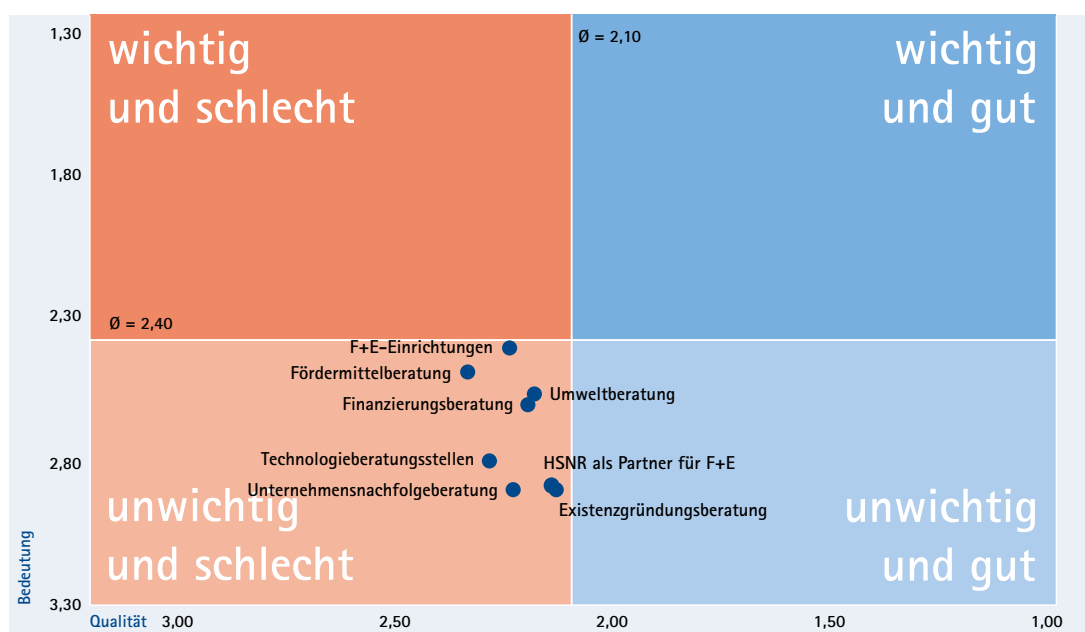 1,30
wichtig
und schlecht
Ø = 2,10
wichtig
und gut
1,80
2,30
Ø = 2,40
F+E-Einrichtungen
Fördermittelberatung
Umweltberatung
Finanzierungsberatung
Technologieberatungsstellen
HSNR als Partner für F+E
2,80
Unternehmensnachfolgeberatung
Existenzgründungsberatung
unwichtig
und schlecht
unwichtig
und gut
Bedeutung
3,30
Qualität 3,00 2,50 2,00 1,50 1,00